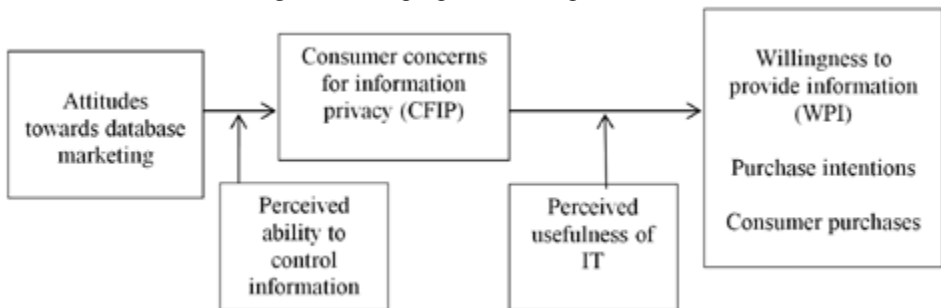 Attitudes
towards database
marketing
Consumer concerns
for information
privacy (CFIP)
Perceived
ability to
control
information
Perceived
usefulness of
IT
Willingness to
provide information
(WPI)
Purchase intentions
Consumer purchases